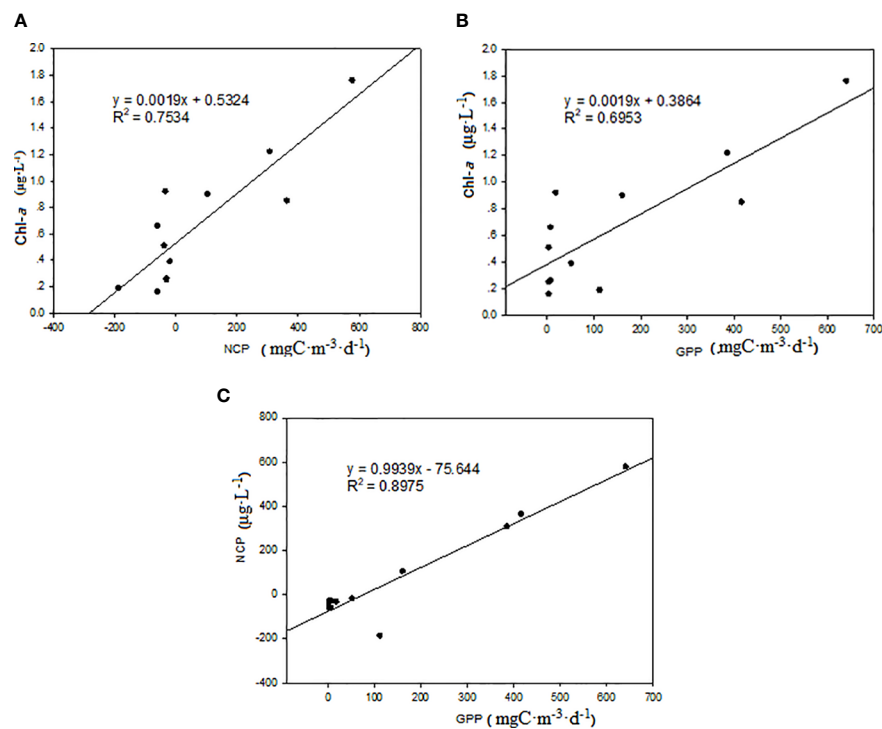 A
2.0
1.8
1.6
1.4
1.2
1.0
.8
.6
.4
.2
0.0
Chl-a (μg·L⁻¹)
y = 0.0019x + 0.5324
R² = 0.7534
-400 -200 0 200 400 600 800
NCP (mgC·m⁻³·d⁻¹)
B
2.0
1.8
1.6
1.4
1.2
1.0
.8
.6
.4
.2
0.0
Chl-a (μg·L⁻¹)
y = 0.0019x + 0.3864
R² = 0.6953
0 100 200 300 400 500 600 700
GPP (.mgC·m⁻³·d⁻¹)
C
800
600
400
200
0
-200
-400
NCP (μg·L⁻¹)
y = 0.9939x - 75.644
R² = 0.8975
0 100 200 300 400 500 600 700
GPP (mgC·m⁻³·d⁻¹)